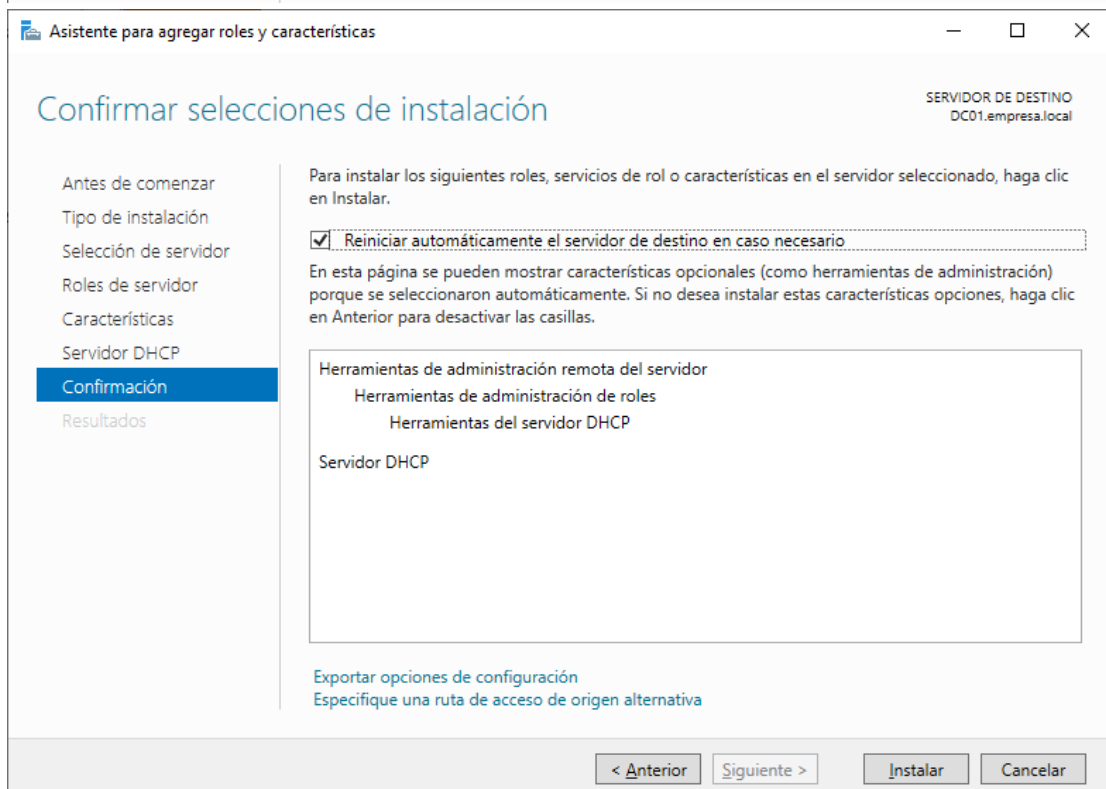 Asistente para agregar roles y características
Confirmar selecciones de instalación
SERVIDOR DE DESTINO
DC01.empresa.local
Antes de comenzar
Tipo de instalación
Selección de servidor
Roles de servidor
Características
Servidor DHCP
Confirmación
Resultados
Para instalar los siguientes roles, servicios de rol o características en el servidor seleccionado, haga clic
en Instalar.
Reiniciar automáticamente el servidor de destino en caso necesario
En esta página se pueden mostrar características opcionales (como herramientas de administración)
porque se seleccionaron automáticamente. Si no desea instalar estas características opciones, haga clic
en Anterior para desactivar las casillas.
Herramientas de administración remota del servidor
Herramientas de administración de roles
Herramientas del servidor DHCP
Servidor DHCP
Exportar opciones de configuración
Especifique una ruta de acceso de origen alternativa
< Anterior
Siguiente >
Instalar
Cancelar